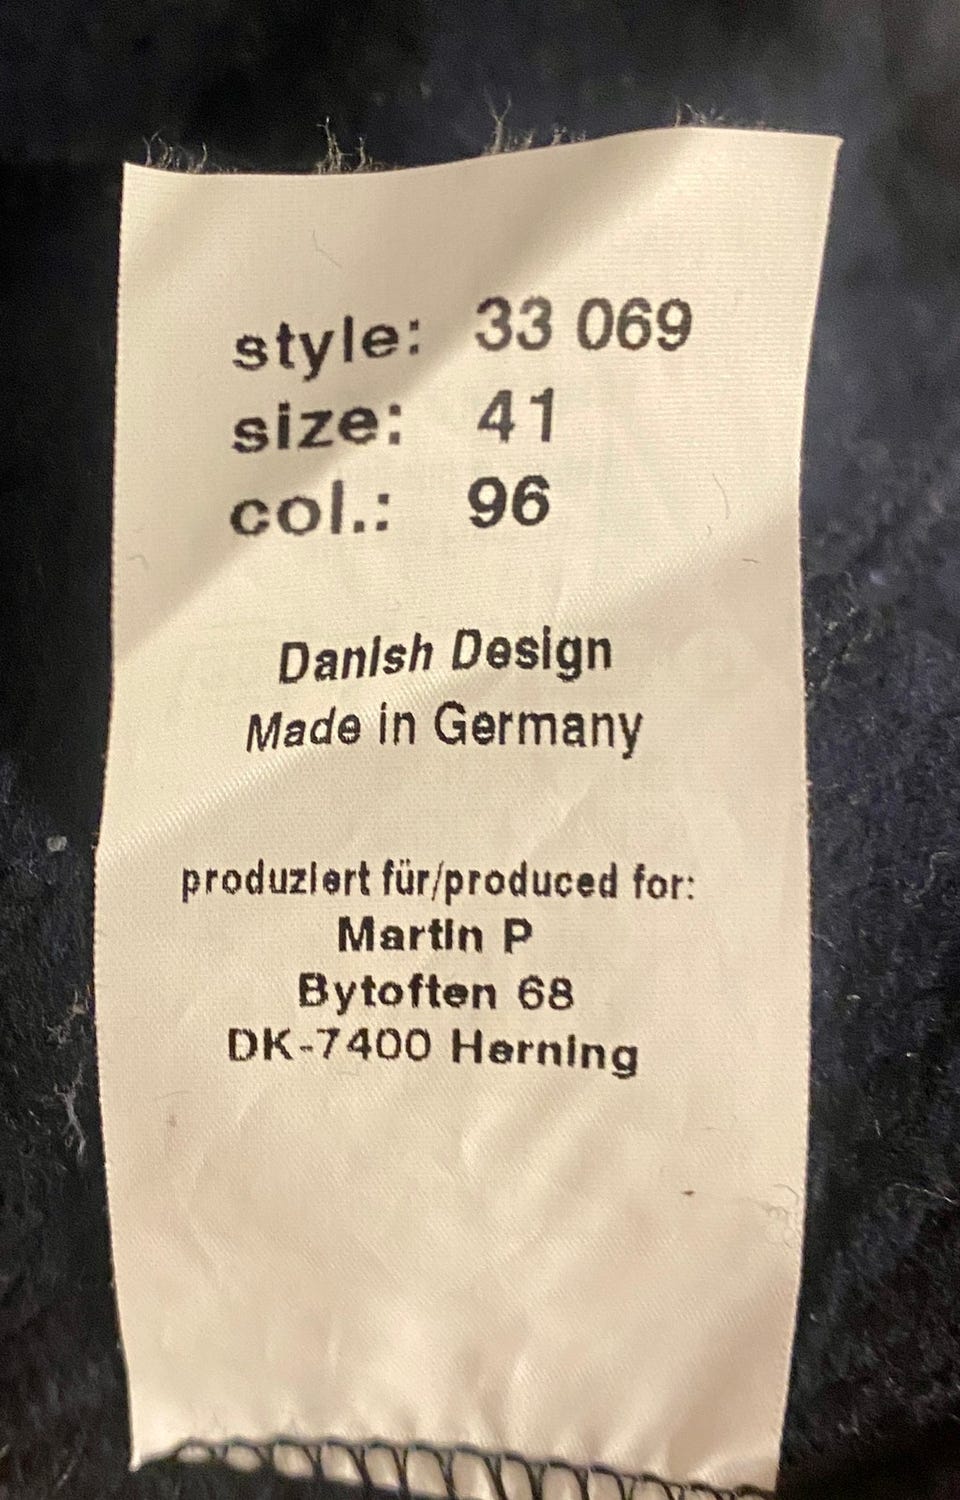 style: 33 069
size: 41
col.: 96
Danish Design
Made in Germany
produziert für/produced for:
Martin P
Bytoften 68
DK-7400 Herning